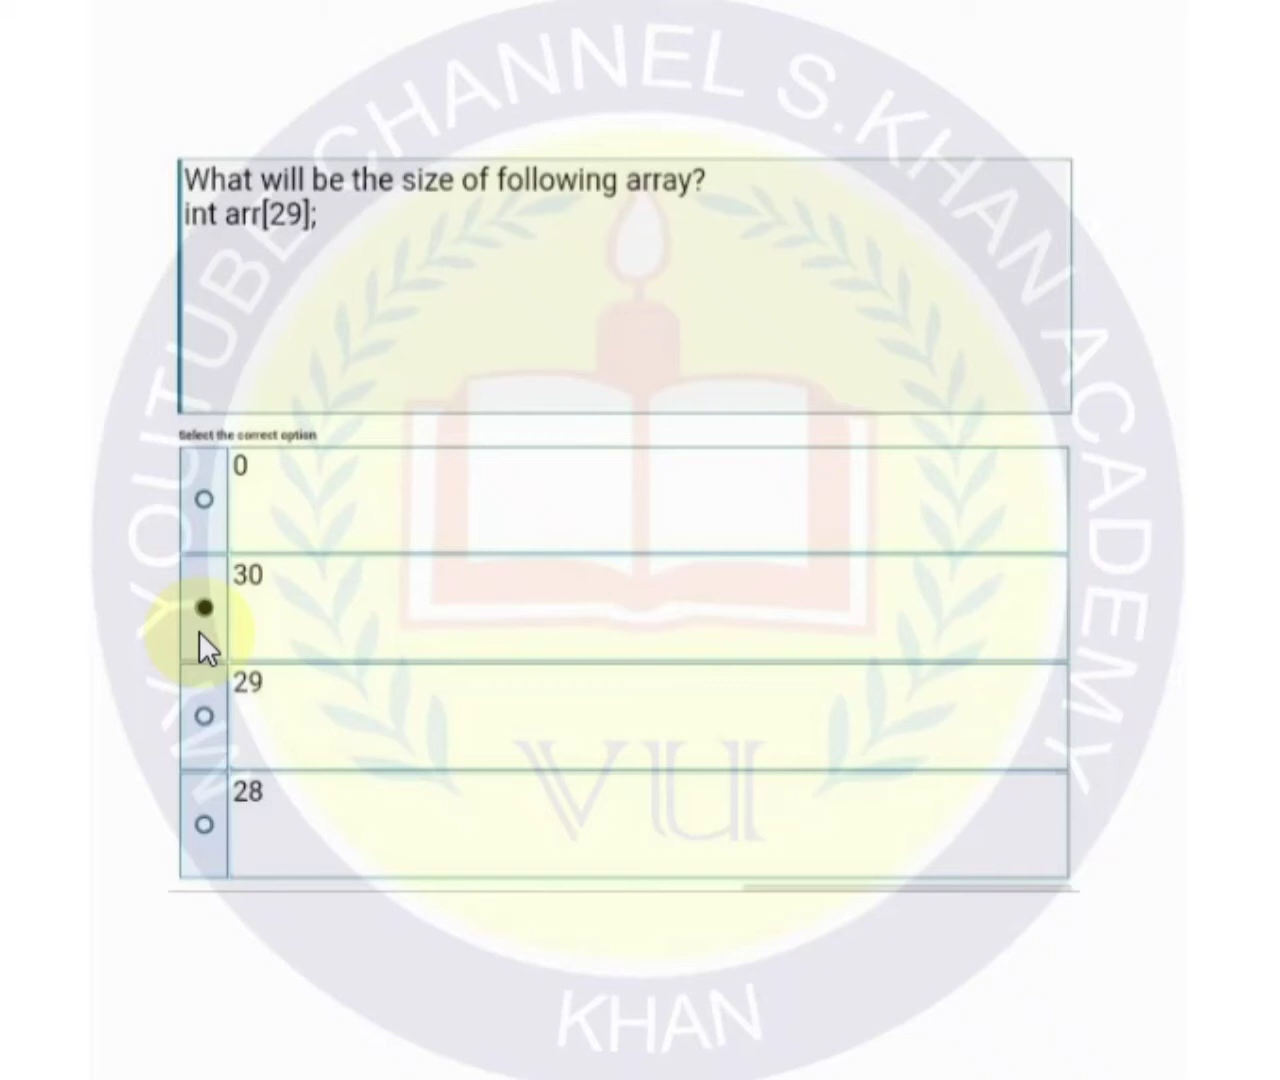 MY YOUTUBE CHANNEL S.KHAN ACADEMY
What will be the size of following array?
int arr[29];
Select the correct option
0
30
29
28
VU
KHAN